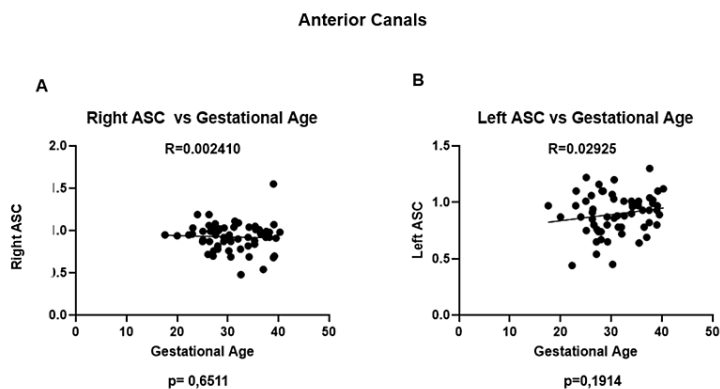 Anterior Canals
A
Right ASC vs Gestational Age
R=0.002410
2.0
1.5
1.0
0.5
0.0
Right ASC
0 10 20 30 40 50
Gestational Age
p= 0,6511
B
Left ASC vs Gestational Age
R=0.02925
1.5
1.0
0.5
0.0
Left ASC
0 10 20 30 40 50
Gestational Age
p=0,1914